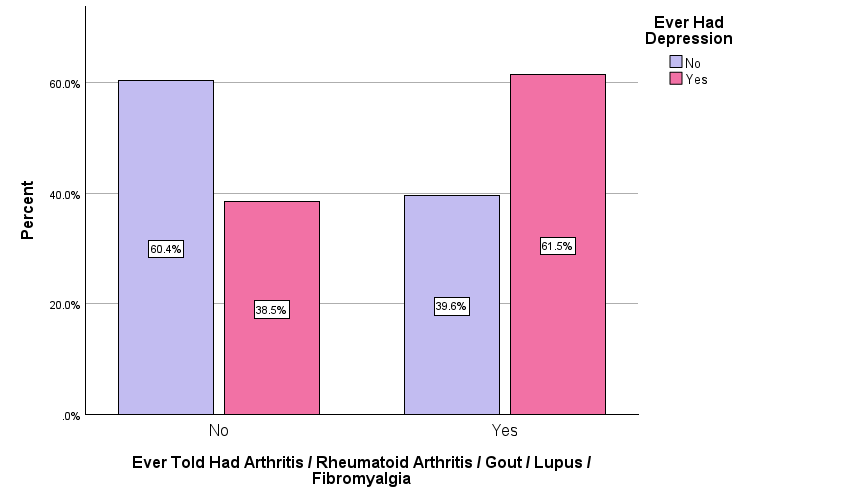 Ever Had
Depression
No
Yes
60.0%
40.0%
20.0%
.0%
Percent
60.4%
38.5%
39.6%
61.5%
No
Yes
Ever Told Had Arthritis / Rheumatoid Arthritis / Gout / Lupus /
Fibromyalgia